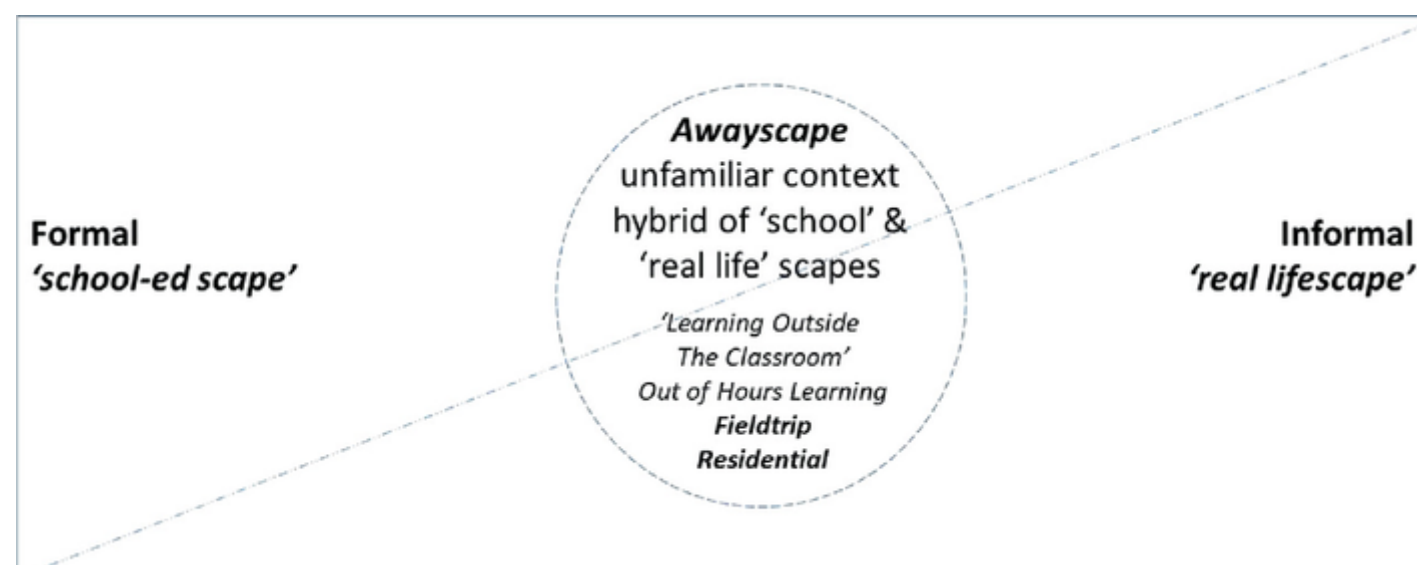 Formal
‘school-ed scape’
Awayscape
unfamiliar context
hybrid of ‘school’ &
‘real life’ scapes
‘Learning Outside
The Classroom’
Out of Hours Learning
Fieldtrip
Residential
Informal
‘real lifescape’